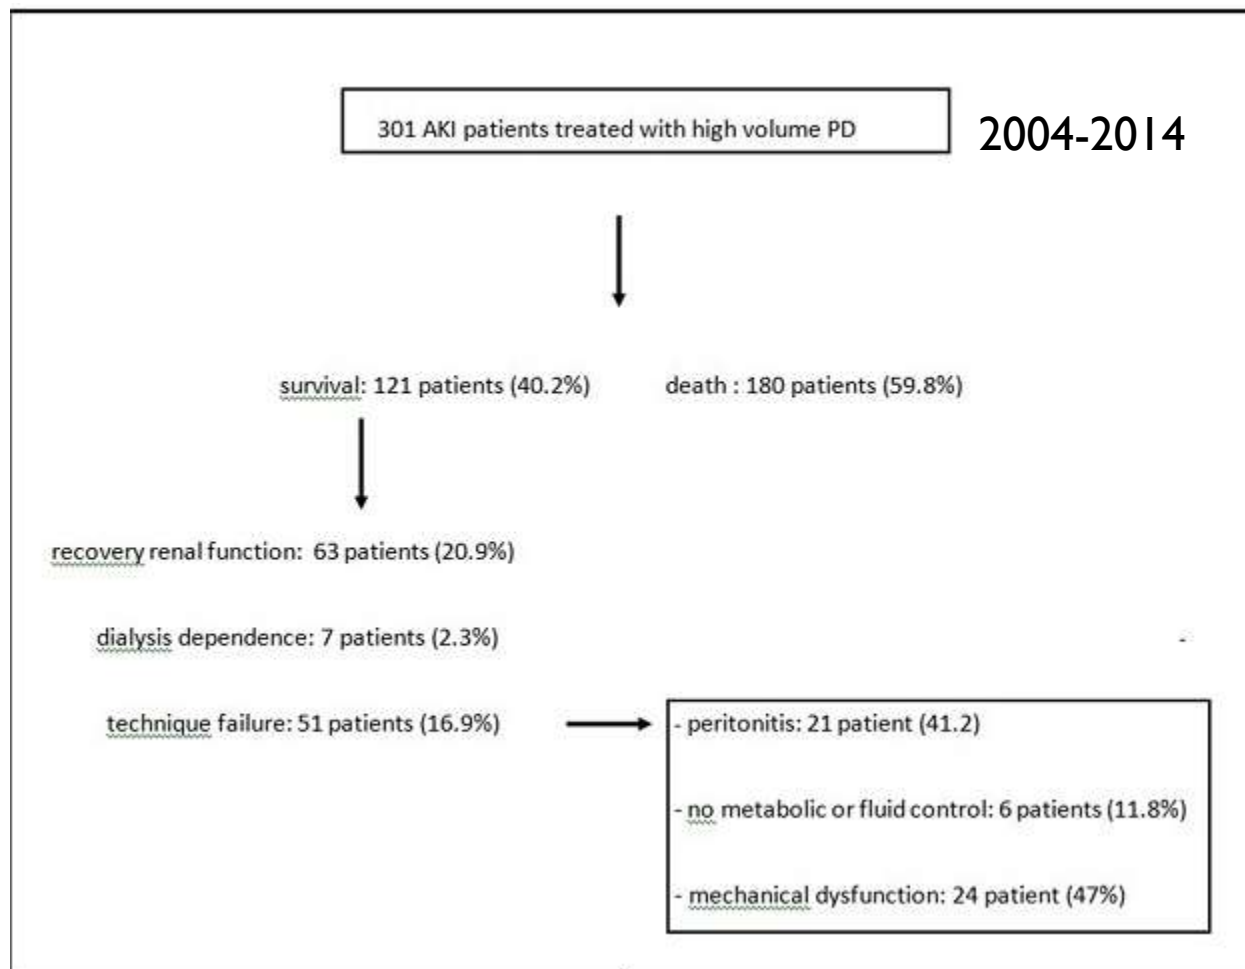 301 AKI patients treated with high volume PD
2004-2014
survival: 121 patients (40.2%)
death : 180 patients (59.8%)
recovery renal function: 63 patients (20.9%)
dialysis dependence: 7 patients (2.3%)
-
technique failure: 51 patients (16.9%)
- peritonitis: 21 patient (41.2)
- no metabolic or fluid control: 6 patients (11.8%)
- mechanical dysfunction: 24 patient (47%)